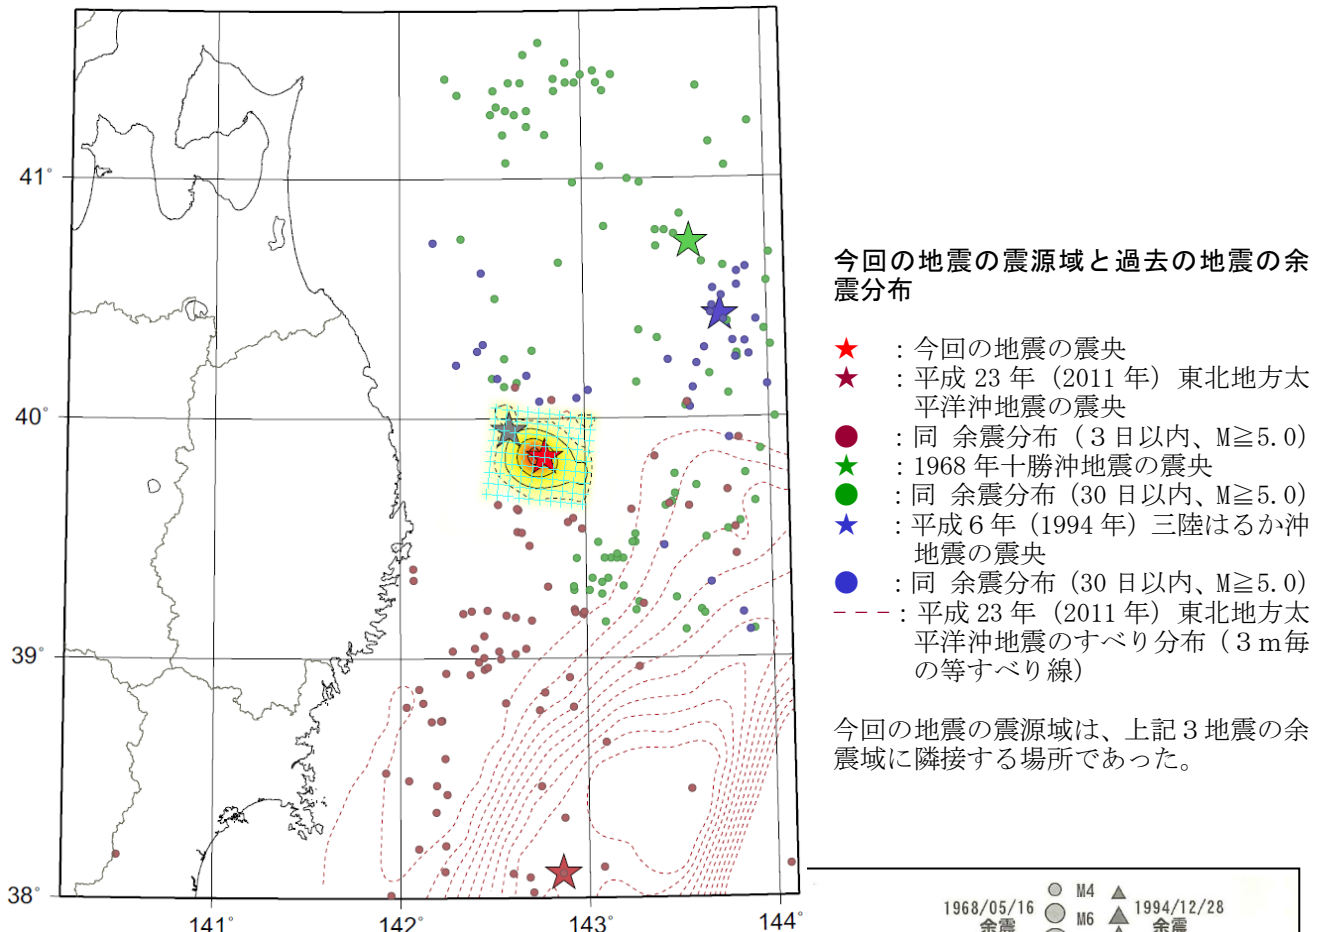 41°
40°
39°
38°
141°
142°
143°
144°
今回の地震の震源域と過去の地震の余
震分布
★ ：今回の地震の震央
★ ：平成 23 年（2011 年）東北地方太
平洋沖地震の震央
● ：同 余震分布（３日以内、M≧5.0）
★ ：1968 年十勝沖地震の震央
● ：同 余震分布（30 日以内、M≧5.0）
★ ：平成６年（1994 年）三陸はるか沖
地震の震央
● ：同 余震分布（30 日以内、M≧5.0）
- - - -：平成 23 年（2011 年）東北地方太
平洋沖地震のすべり分布（３ｍ毎
の等すべり線）
今回の地震の震源域は、上記３地震の余
震域に隣接する場所であった。
M4
1968/05/16 M6 1994/12/28
余震 余震